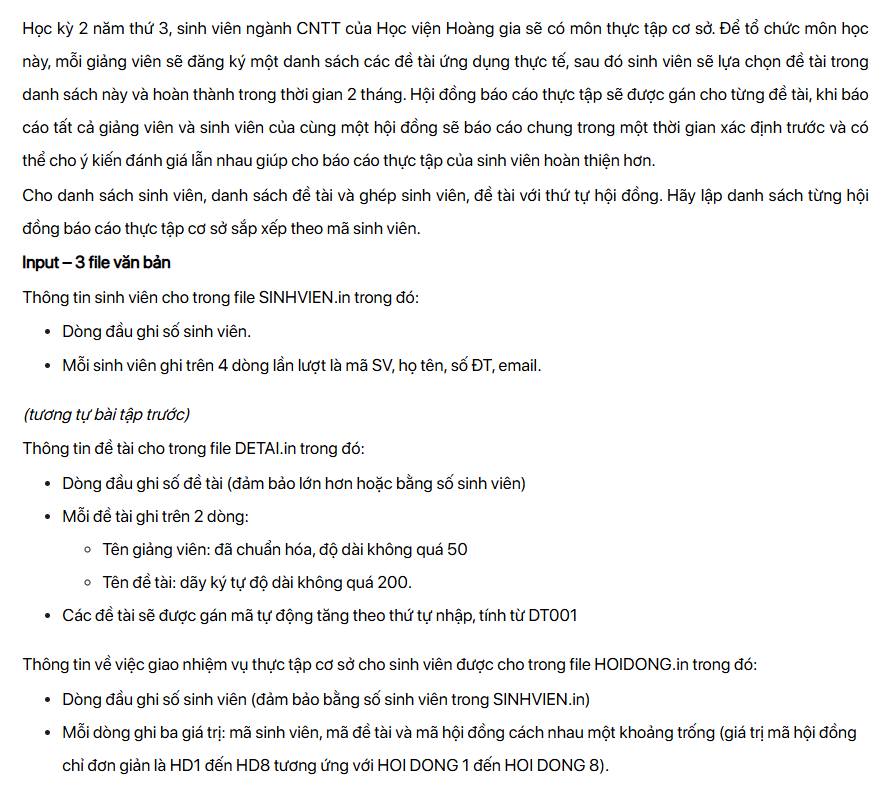 Học kỳ 2 năm thứ 3, sinh viên ngành CNTT của Học viện Hoàng gia sẽ có môn thực tập cơ sở. Để tổ chức môn học
này, mỗi giảng viên sẽ đăng ký một danh sách các đề tài ứng dụng thực tế, sau đó sinh viên sẽ lựa chọn đề tài trong
danh sách này và hoàn thành trong thời gian 2 tháng. Hội đồng báo cáo thực tập sẽ được gán cho từng đề tài, khi báo
cáo tất cả giảng viên và sinh viên của cùng một hội đồng sẽ báo cáo chung trong một thời gian xác định trước và có
thể cho ý kiến đánh giá lẫn nhau giúp cho báo cáo thực tập của sinh viên hoàn thiện hơn.
Cho danh sách sinh viên, danh sách đề tài và ghép sinh viên, đề tài với thứ tự hội đồng. Hãy lập danh sách từng hội
đồng báo cáo thực tập cơ sở sắp xếp theo mã sinh viên.
Input – 3 file văn bản
Thông tin sinh viên cho trong file SINHVIEN.in trong đó:
• Dòng đầu ghi số sinh viên.
• Mỗi sinh viên ghi trên 4 dòng lần lượt là mã SV, họ tên, số ĐT, email.
(tương tự bài tập trước)
Thông tin đề tài cho trong file DETAI.in trong đó:
• Dòng đầu ghi số đề tài (đảm bảo lớn hơn hoặc bằng số sinh viên)
• Mỗi đề tài ghi trên 2 dòng:
◦ Tên giảng viên: đã chuẩn hóa, độ dài không quá 50
◦ Tên đề tài: dãy ký tự độ dài không quá 200.
• Các đề tài sẽ được gán mã tự động tăng theo thứ tự nhập, tính từ DT001
Thông tin về việc giao nhiệm vụ thực tập cơ sở cho sinh viên được cho trong file HOIDONG.in trong đó:
• Dòng đầu ghi số sinh viên (đảm bảo bằng số sinh viên trong SINHVIEN.in)
• Mỗi dòng ghi ba giá trị: mã sinh viên, mã đề tài và mã hội đồng cách nhau một khoảng trống (giá trị mã hội đồng
chỉ đơn giản là HD1 đến HD8 tương ứng với HOI DONG 1 đến HOI DONG 8).